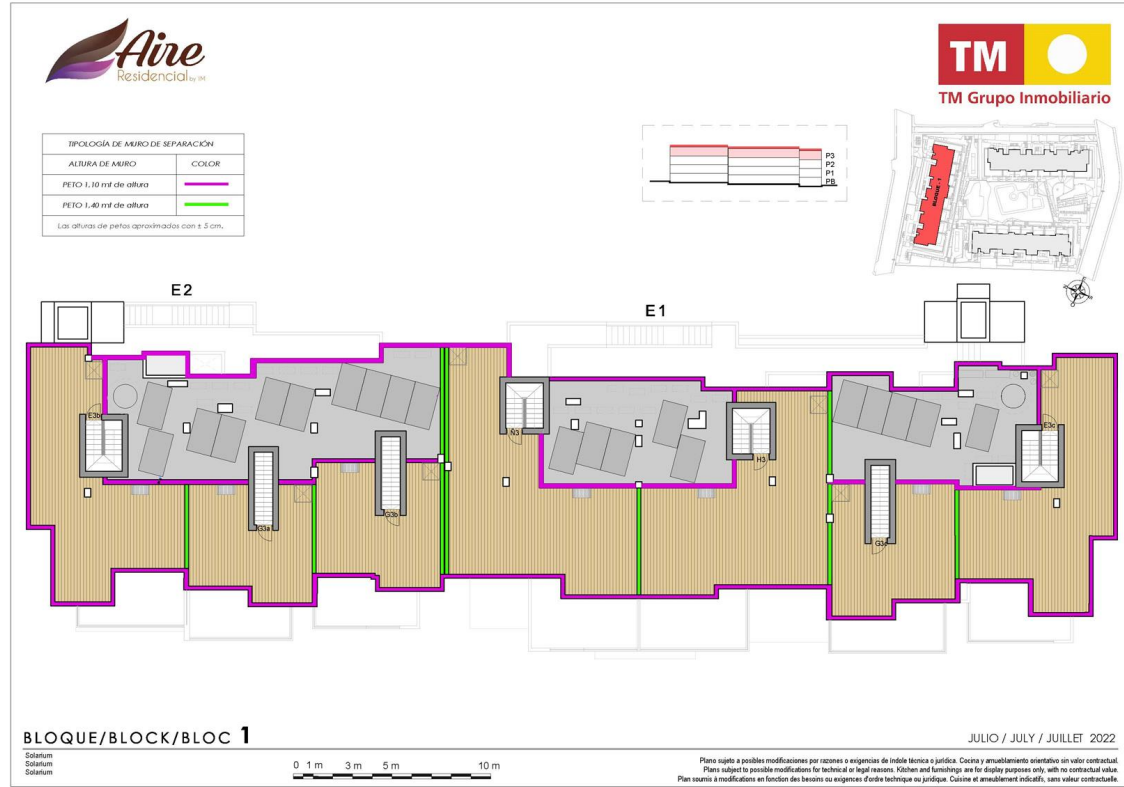 Aire
Residencial by TM
TM
TM Grupo Inmobiliario
TIPOLOGÍA DE MURO DE SEPARACIÓN
ALTURA DE MURO COLOR
PETO 1.10 mt de altura
PETO 1.40 mt de altura
Las alturas de petos aproximados con ± 5 cm.
P3
P2
P1
PB
BLOQUE - 1
E2
E1
E3b
G3a
G3b
N3
H3
E3c
BLOQUE/BLOCK/BLOC 1
JULIO / JULY / JUILLET 2022
Solarium
Solarium
Solarium
0 1 m 3 m 5 m 10 m
Plano sujeto a posibles modificaciones por razones o exigencias de índole técnica o jurídica. Cocina y amueblamiento orientativo sin valor contractual.
Plans subject to possible modifications for technical or legal reasons. Kitchen and furnishings are for display purposes only, with no contractual value.
Plan soumis à modifications en fonction des besoins ou exigences d'ordre technique ou juridique. Cuisine et ameublement indicatifs, sans valeur contractuelle.